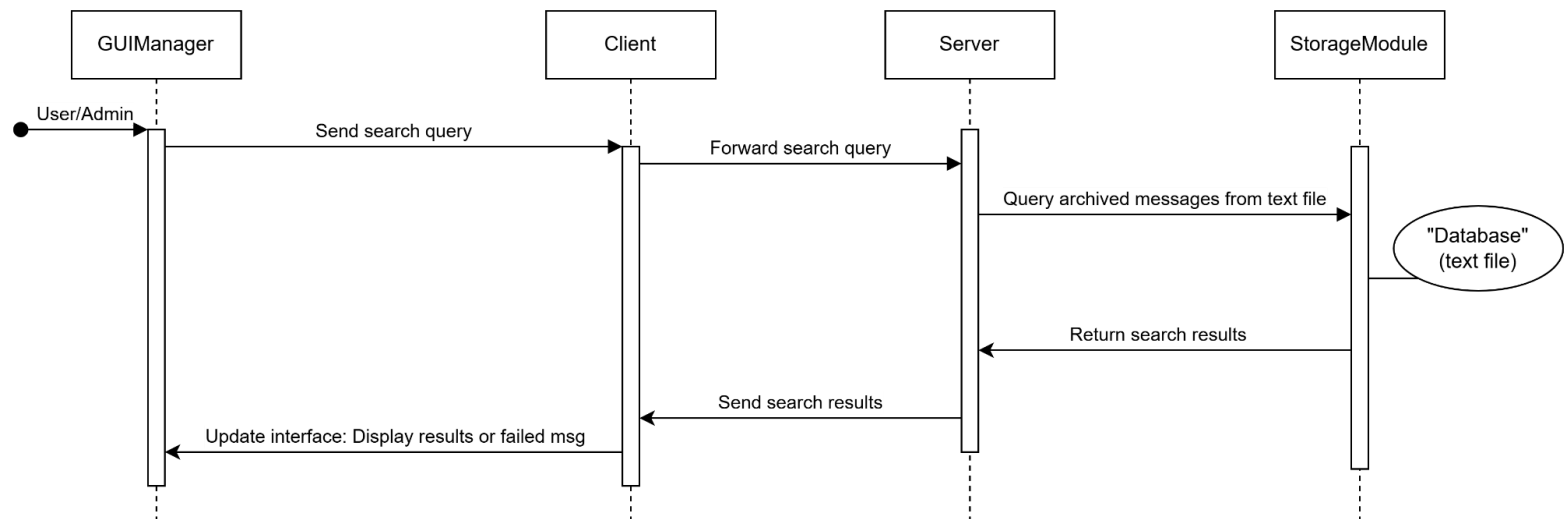 GUIManager
Client
Server
StorageModule
User/Admin
Send search query
Forward search query
Query archived messages from text file
"Database"
(text file)
Return search results
Send search results
Update interface: Display results or failed msg